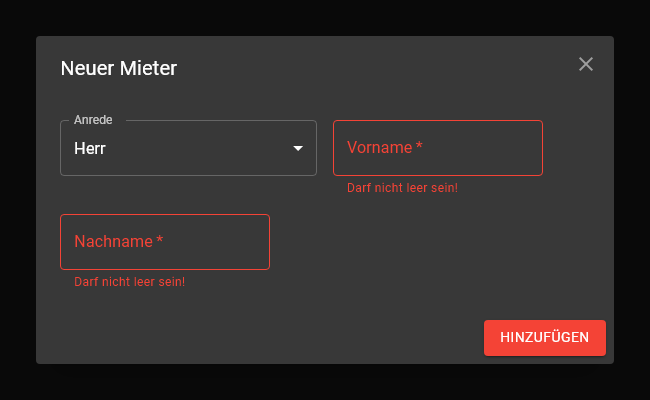 Neuer Mieter
Anrede
Herr
Vorname *
Darf nicht leer sein!
Nachname *
Darf nicht leer sein!
HINZUFÜGEN